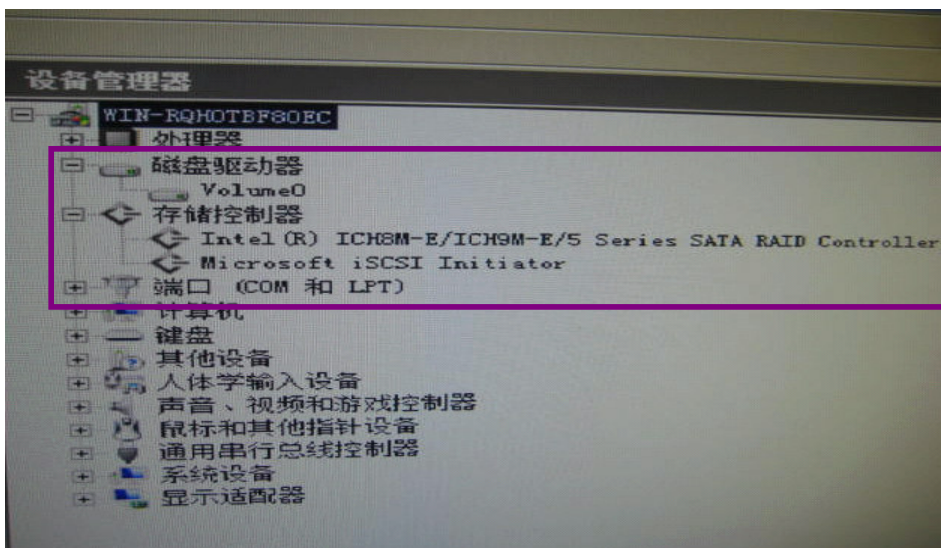 设备管理器
WIN-RQHOTBF80EC
处理器
磁盘驱动器
Volume0
存储控制器
Intel(R) ICH8M-E/ICH9M-E/5 Series SATA RAID Controller
Microsoft iSCSI Initiator
端口 (COM 和 LPT)
计算机
键盘
其他设备
人体学输入设备
声音、视频和游戏控制器
鼠标和其他指针设备
通用串行总线控制器
系统设备
显示适配器